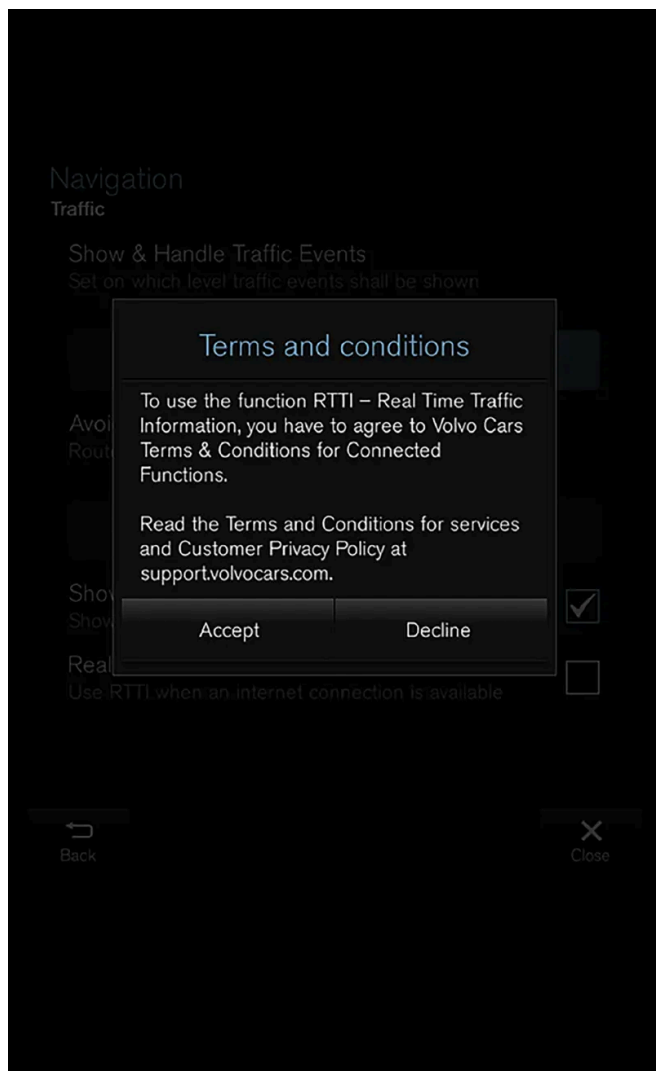 Navigation
Traffic
Show & Handle Traffic Events
Set on which level traffic events shall be shown
Terms and conditions
To use the function RTTI – Real Time Traffic
Information, you have to agree to Volvo Cars
Terms & Conditions for Connected
Functions.
Read the Terms and Conditions for services
and Customer Privacy Policy at
support.volvocars.com.
Accept
Decline
Use RTTI when an internet connection is available
Back
Close